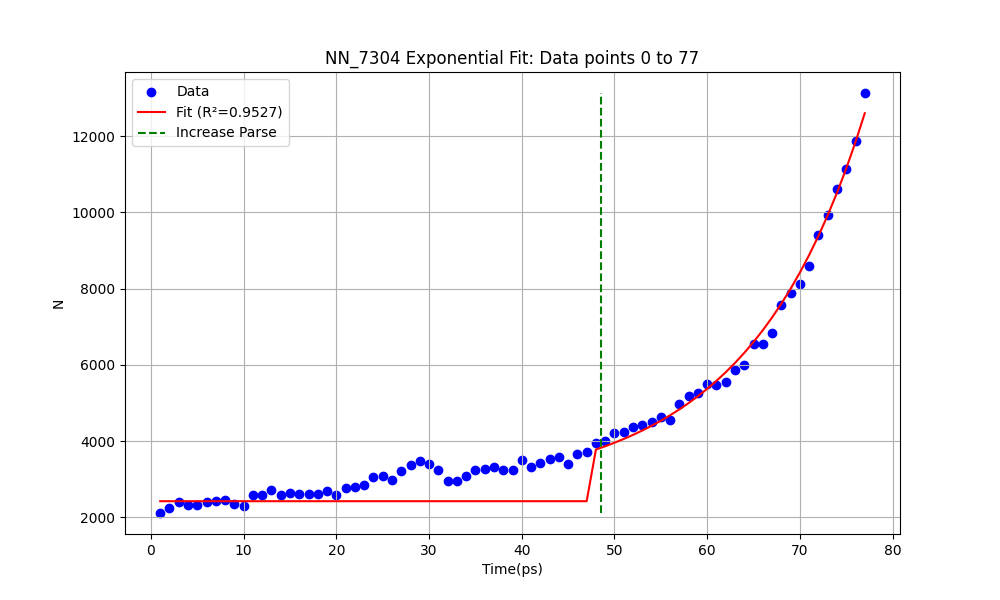 NN_7304 Exponential Fit: Data points 0 to 77
Data
Fit (R²=0.9527)
Increase Parse
12000
10000
8000
6000
4000
2000
N
0 10 20 30 40 50 60 70 80
Time(ps)